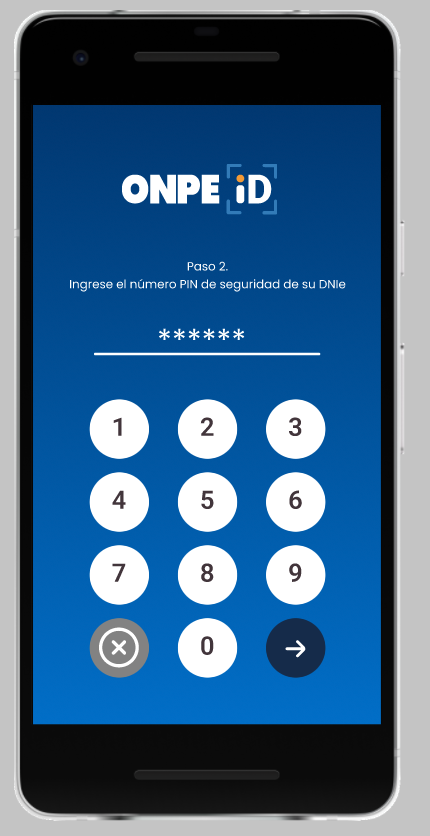 ONPE iD
Paso 2.
Ingrese el número PIN de seguridad de su DNIe
******
1 2 3
4 5 6
7 8 9
0